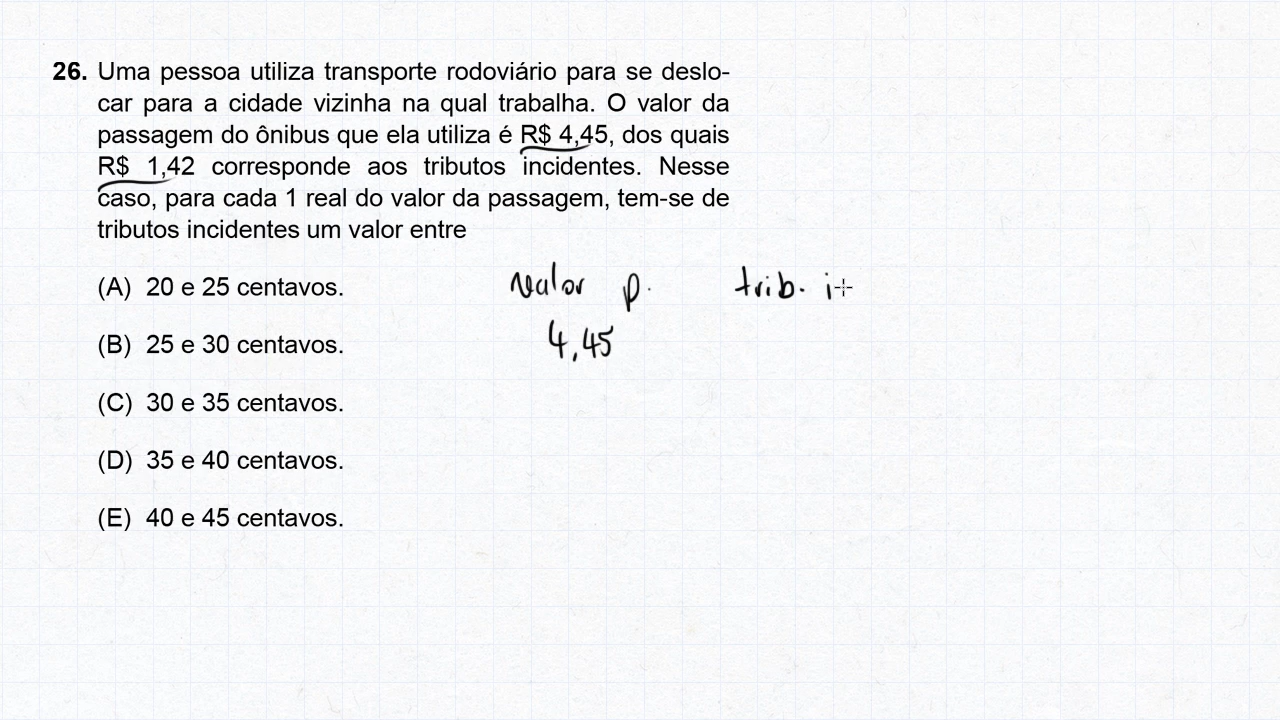 26. Uma pessoa utiliza transporte rodoviário para se deslo-
car para a cidade vizinha na qual trabalha. O valor da
passagem do ônibus que ela utiliza é R$ 4,45, dos quais
R$ 1,42 corresponde aos tributos incidentes. Nesse
caso, para cada 1 real do valor da passagem, tem-se de
tributos incidentes um valor entre
(A) 20 e 25 centavos.
(B) 25 e 30 centavos.
(C) 30 e 35 centavos.
(D) 35 e 40 centavos.
(E) 40 e 45 centavos.
valor p. trib. i
4,45